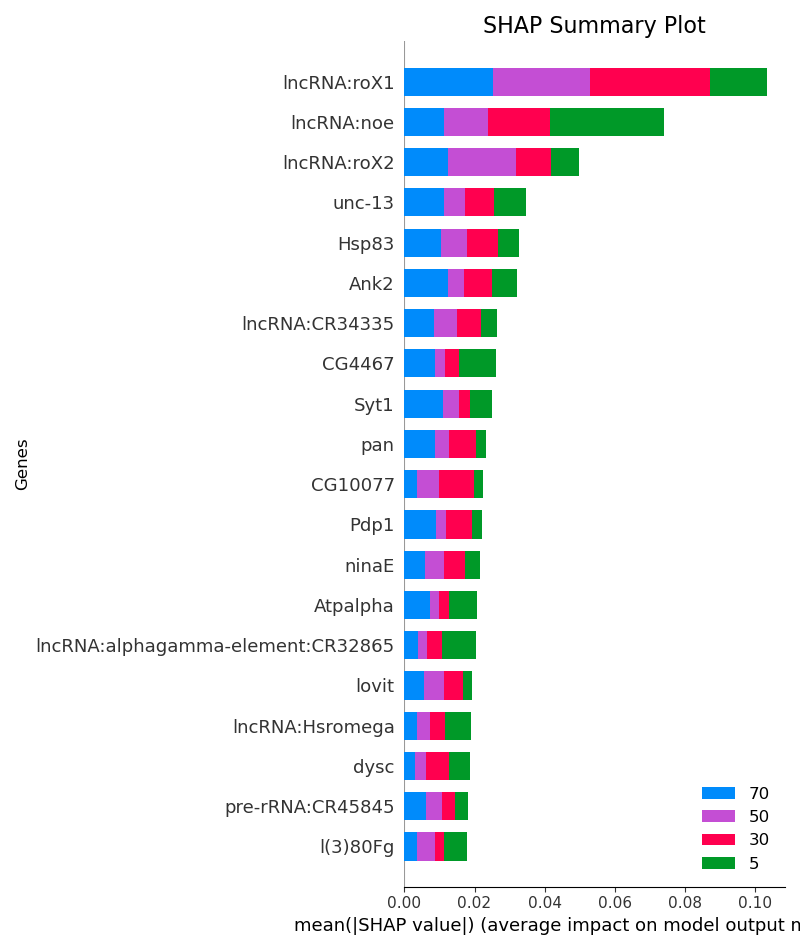 SHAP Summary Plot
lncRNA:roX1
lncRNA:noe
lncRNA:roX2
unc-13
Hsp83
Ank2
lncRNA:CR34335
CG4467
Syt1
pan
CG10077
Pdp1
ninaE
Atpalpha
lncRNA:alphagamma-element:CR32865
lovit
lncRNA:Hsromega
dysc
pre-rRNA:CR45845
l(3)80Fg
Genes
70
50
30
5
0.00 0.02 0.04 0.06 0.08 0.10
mean(|SHAP value|) (average impact on model output n